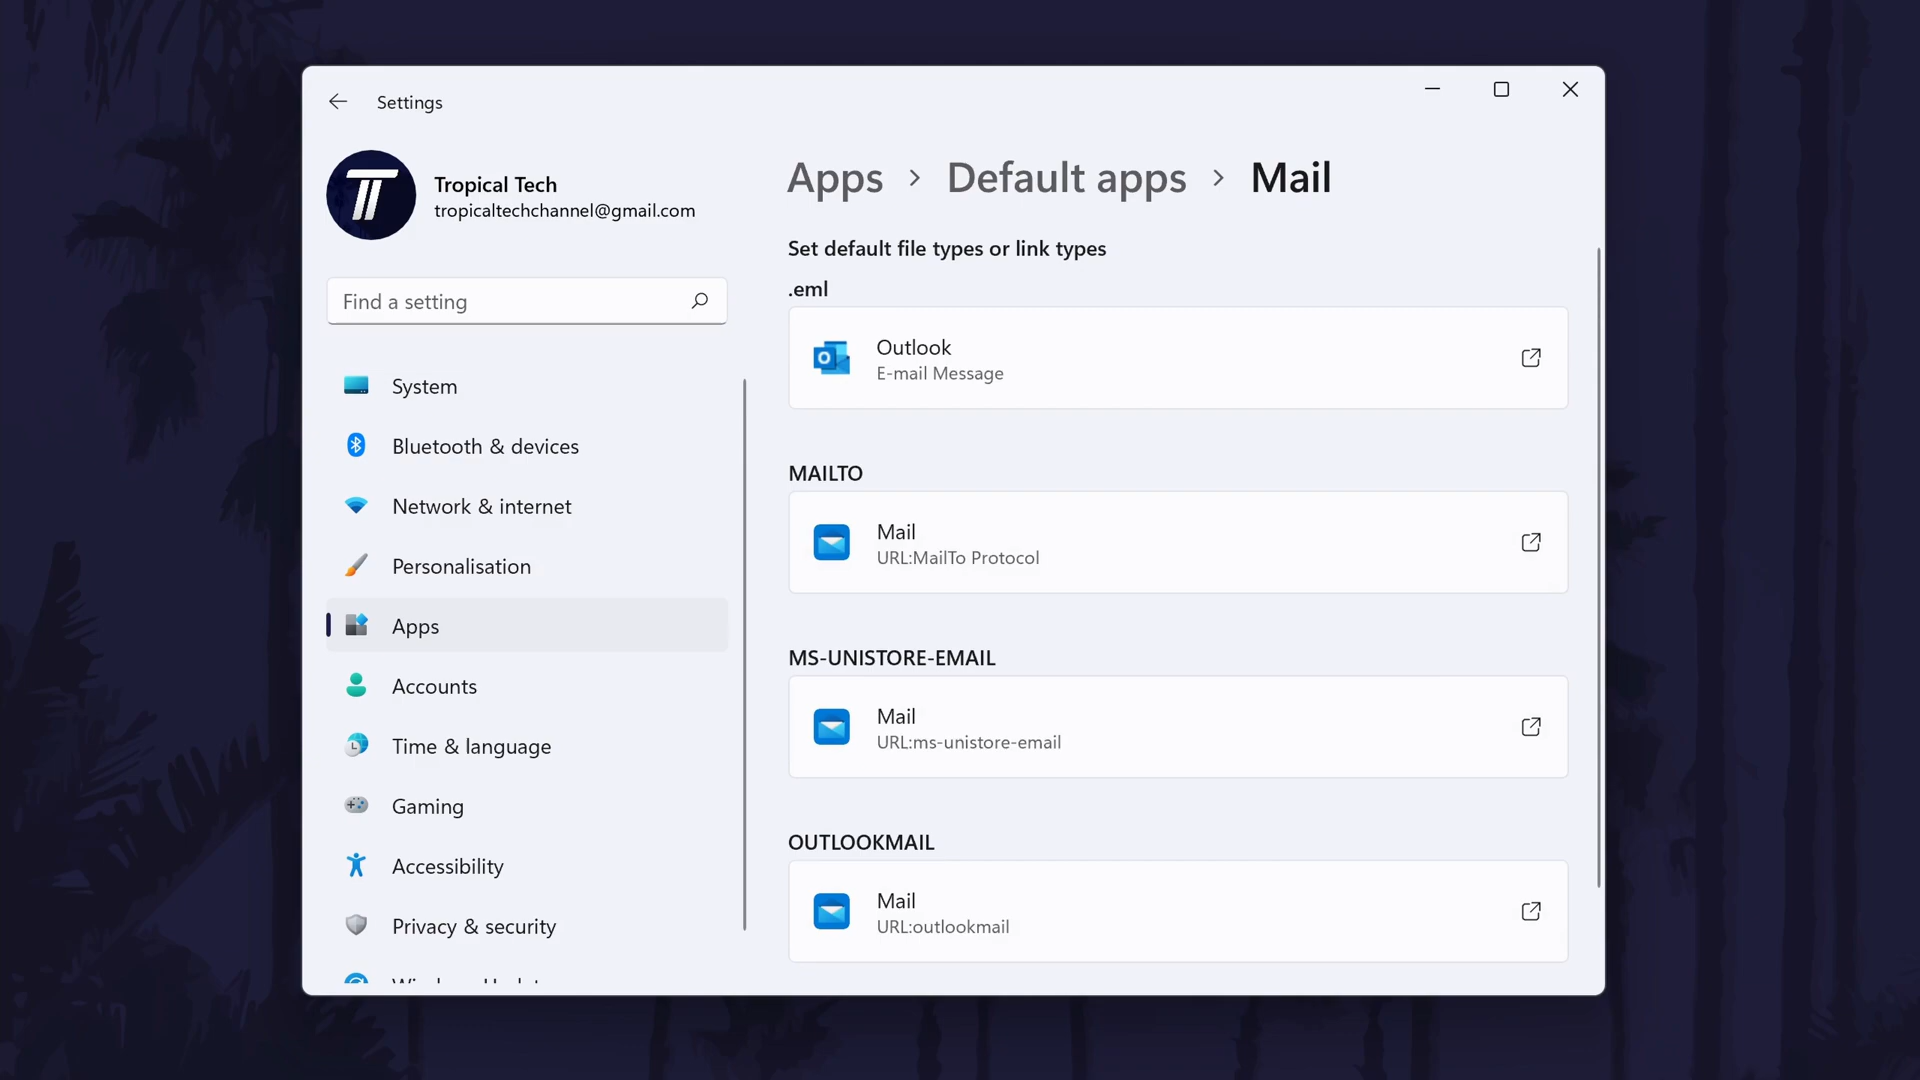 Settings
Tropical Tech
tropicaltechchannel@gmail.com
Find a setting
System
Bluetooth & devices
Network & internet
Personalisation
Apps
Accounts
Time & language
Gaming
Accessibility
Privacy & security
Apps > Default apps > Mail
Set default file types or link types
.eml
Outlook
E-mail Message
MAILTO
Mail
URL:MailTo Protocol
MS-UNISTORE-EMAIL
Mail
URL:ms-unistore-email
OUTLOOKMAIL
Mail
URL:outlookmail